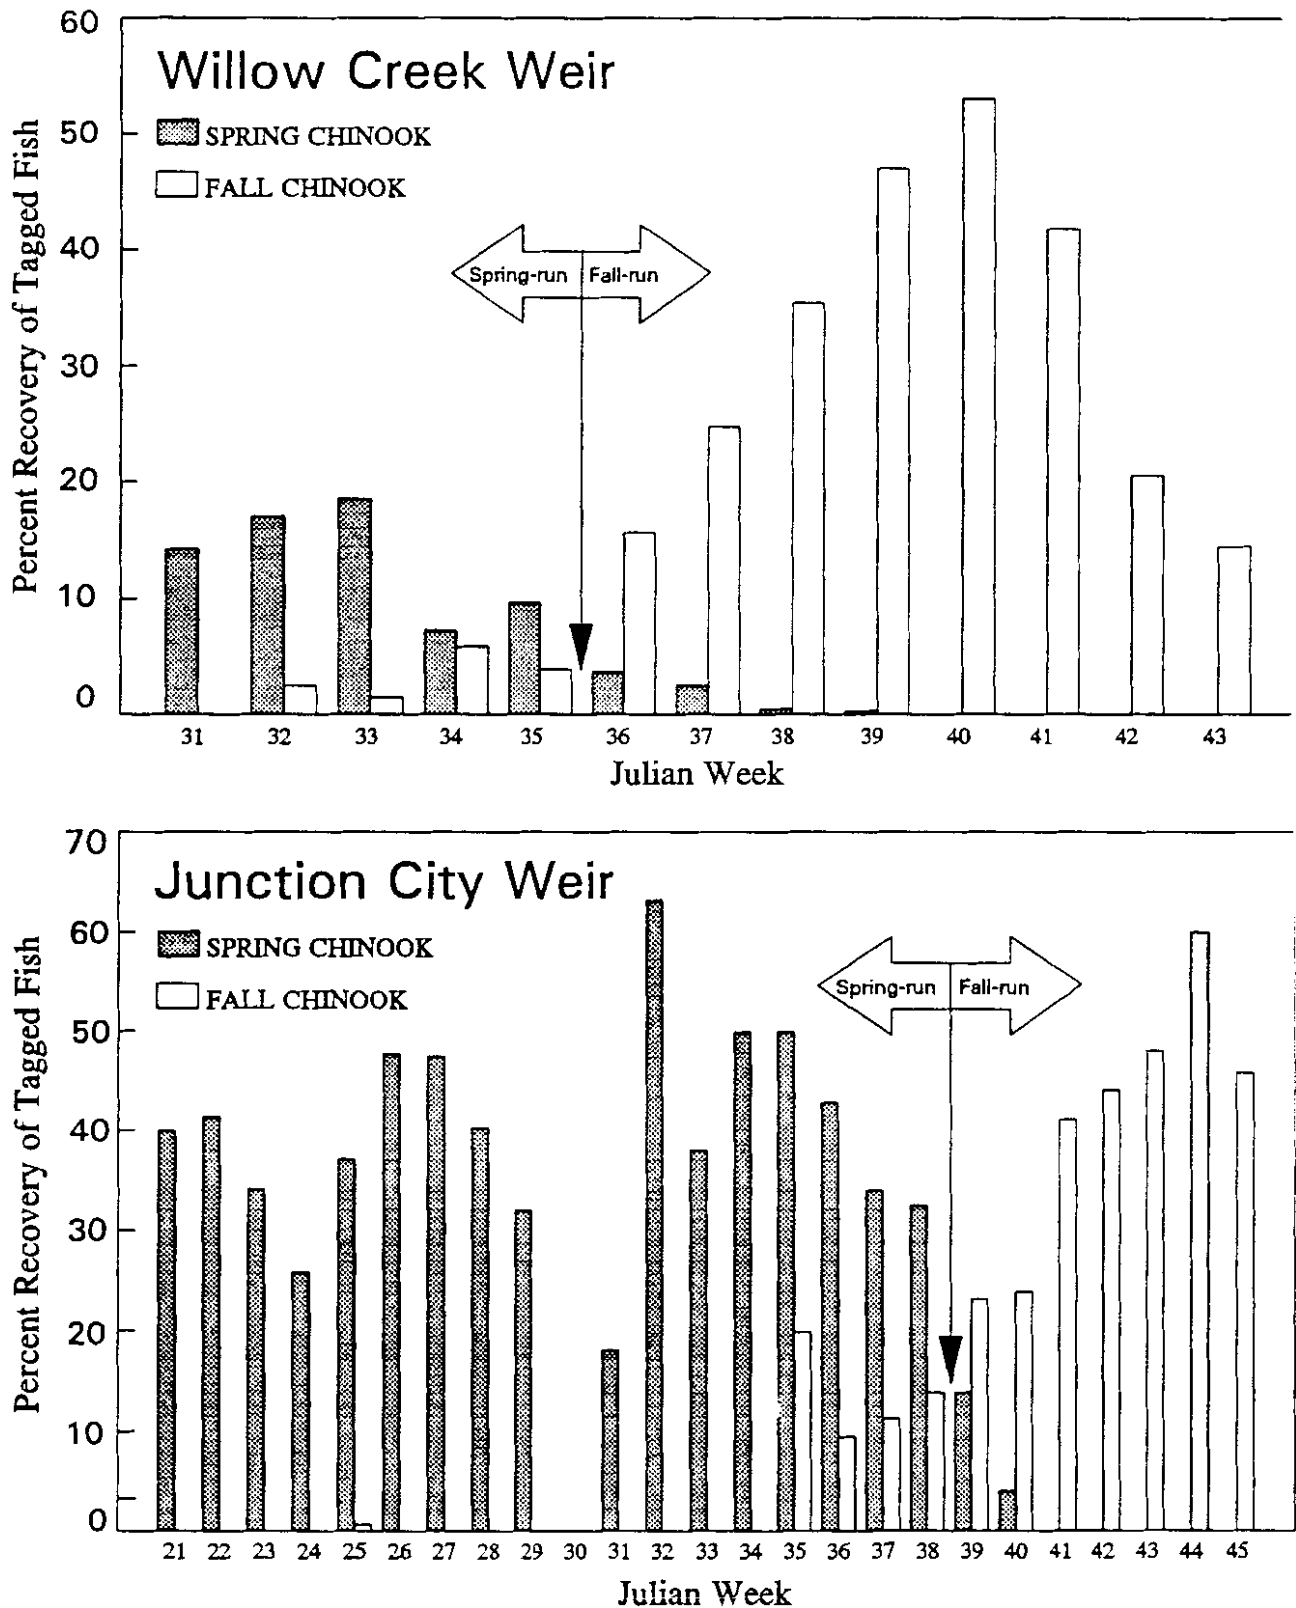 Willow Creek Weir
SPRING CHINOOK
FALL CHINOOK
Spring-run Fall-run
Percent Recovery of Tagged Fish
60
50
40
30
20
10
0
31 32 33 34 35 36 37 38 39 40 41 42 43
Julian Week
Junction City Weir
SPRING CHINOOK
FALL CHINOOK
Spring-run Fall-run
Percent Recovery of Tagged Fish
70
60
50
40
30
20
10
0
21 22 23 24 25 26 27 28 29 30 31 32 33 34 35 36 37 38 39 40 41 42 43 44 45
Julian Week